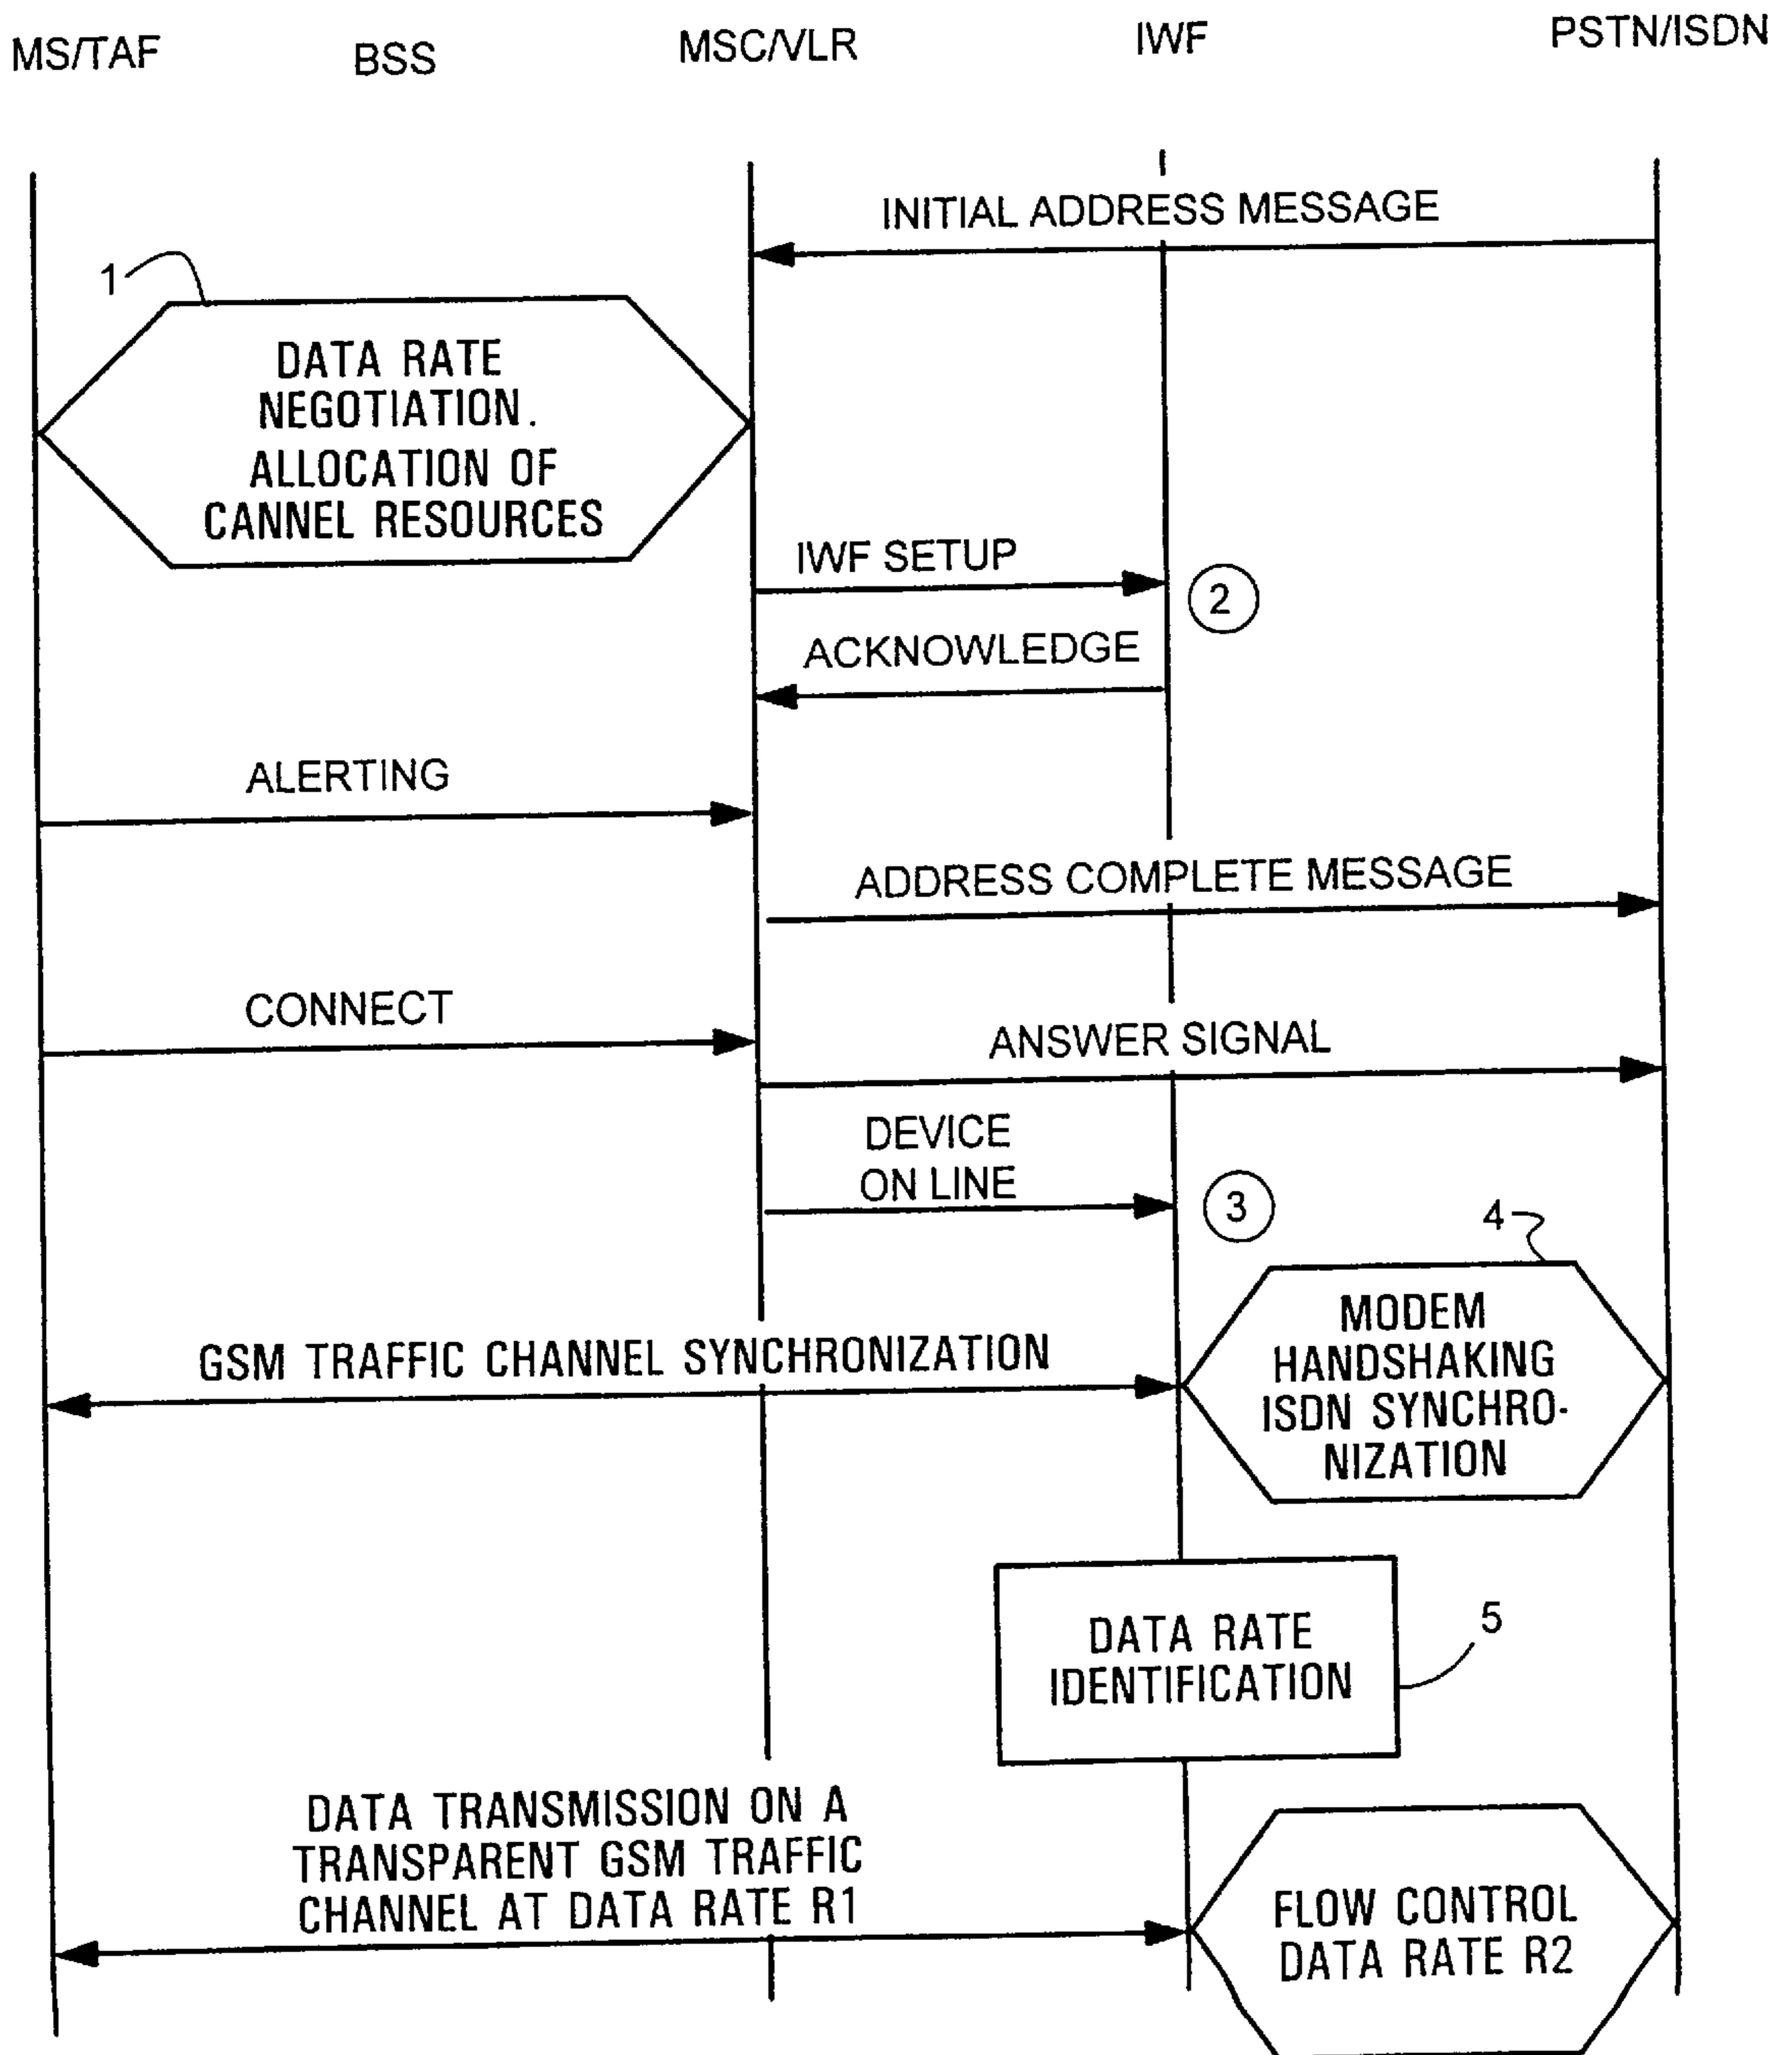 MS/TAF BSS MSC/VLR IWF PSTN/ISDN
INITIAL ADDRESS MESSAGE
1
DATA RATE
NEGOTIATION.
ALLOCATION OF
CANNEL RESOURCES
IWF SETUP
2
ACKNOWLEDGE
ALERTING
ADDRESS COMPLETE MESSAGE
CONNECT
ANSWER SIGNAL
DEVICE
ON LINE
3
4
MODEM
HANDSHAKING
ISDN SYNCHRO-
NIZATION
GSM TRAFFIC CHANNEL SYNCHRONIZATION
DATA RATE
IDENTIFICATION
5
DATA TRANSMISSION ON A
TRANSPARENT GSM TRAFFIC
CHANNEL AT DATA RATE R1
FLOW CONTROL
DATA RATE R2